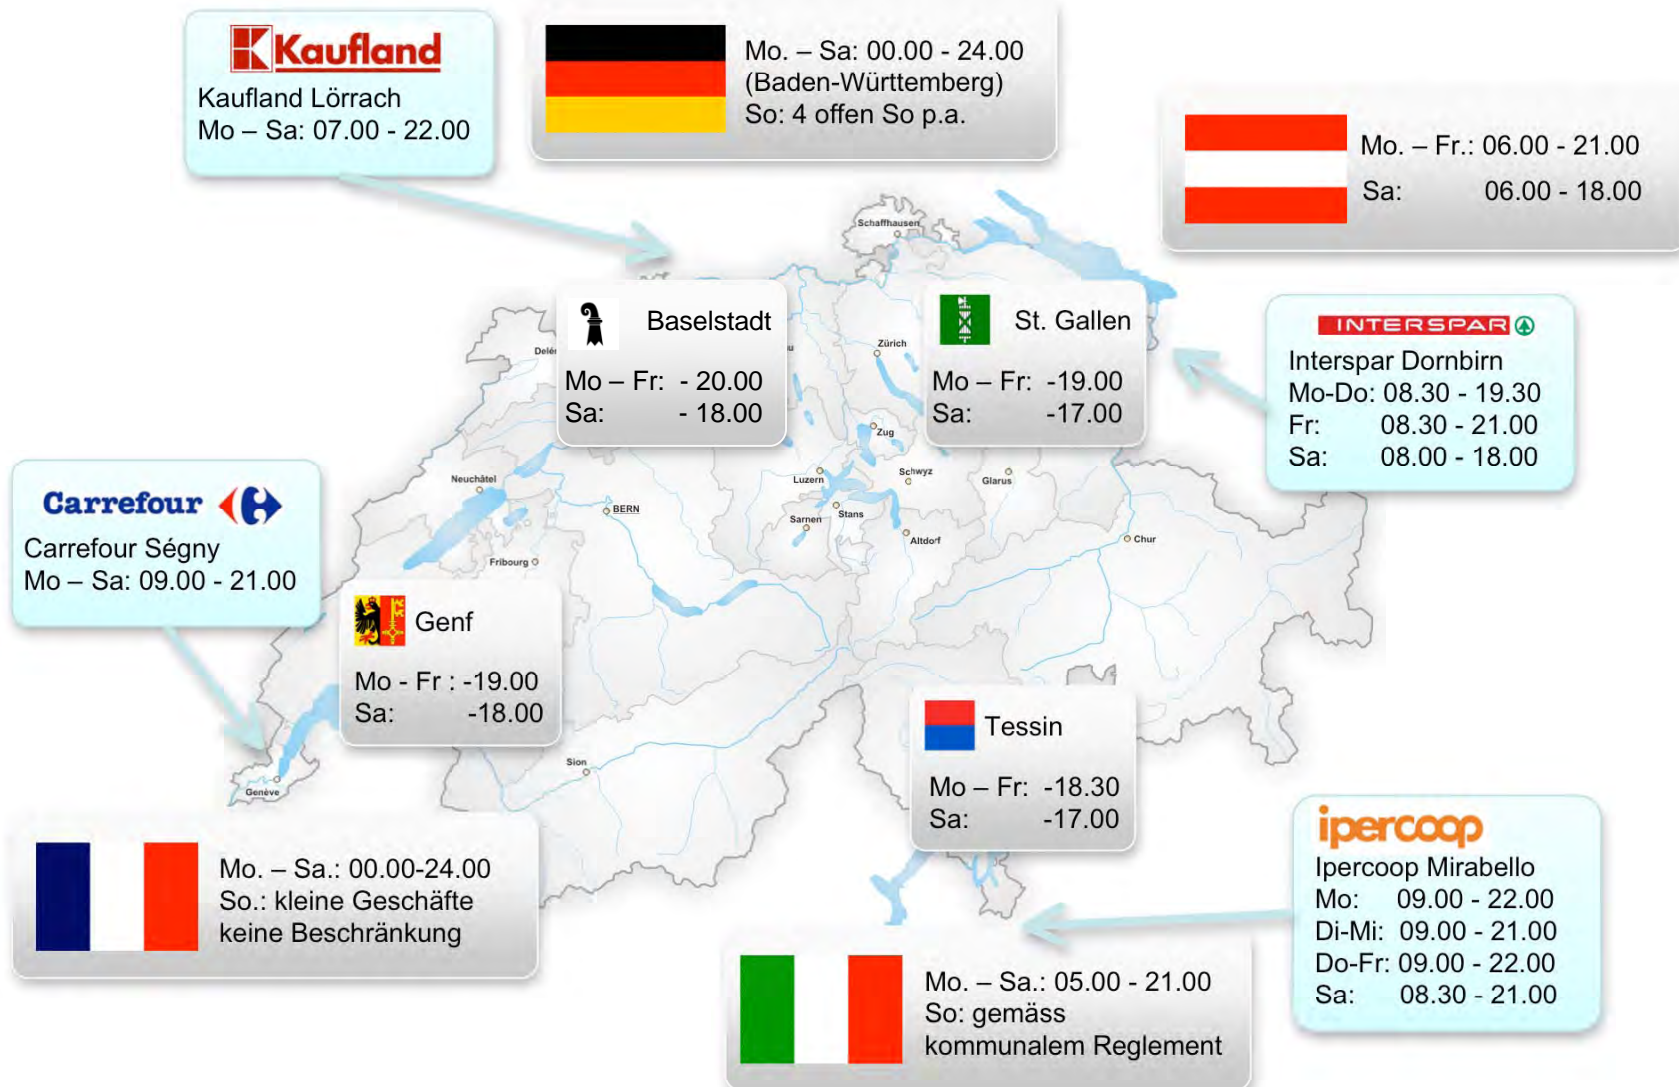 Kaufland
Kaufland Lörrach
Mo – Sa: 07.00 - 22.00
Mo. – Sa: 00.00 - 24.00
(Baden-Württemberg)
So: 4 offen So p.a.
Mo. – Fr.: 06.00 - 21.00
Sa: 06.00 - 18.00
Schaffhausen
Baselstadt
Mo – Fr: - 20.00
Sa: - 18.00
St. Gallen
Mo – Fr: -19.00
Sa: -17.00
INTERSPAR
Interspar Dornbirn
Mo-Do: 08.30 - 19.30
Fr: 08.30 - 21.00
Sa: 08.00 - 18.00
Zürich
Zug
Luzern
Schwyz
Glarus
Neuchâtel
BERN
Sarnen
Stans
Altdorf
Chur
Fribourg
Carrefour
Carrefour Ségny
Mo – Sa: 09.00 - 21.00
Genf
Mo - Fr : -19.00
Sa: -18.00
Sion
Genève
Tessin
Mo – Fr: -18.30
Sa: -17.00
Mo. – Sa.: 00.00-24.00
So.: kleine Geschäfte
keine Beschränkung
ipercoop
Ipercoop Mirabello
Mo: 09.00 - 22.00
Di-Mi: 09.00 - 21.00
Do-Fr: 09.00 - 22.00
Sa: 08.30 - 21.00
Mo. – Sa.: 05.00 - 21.00
So: gemäss
kommunalem Reglement